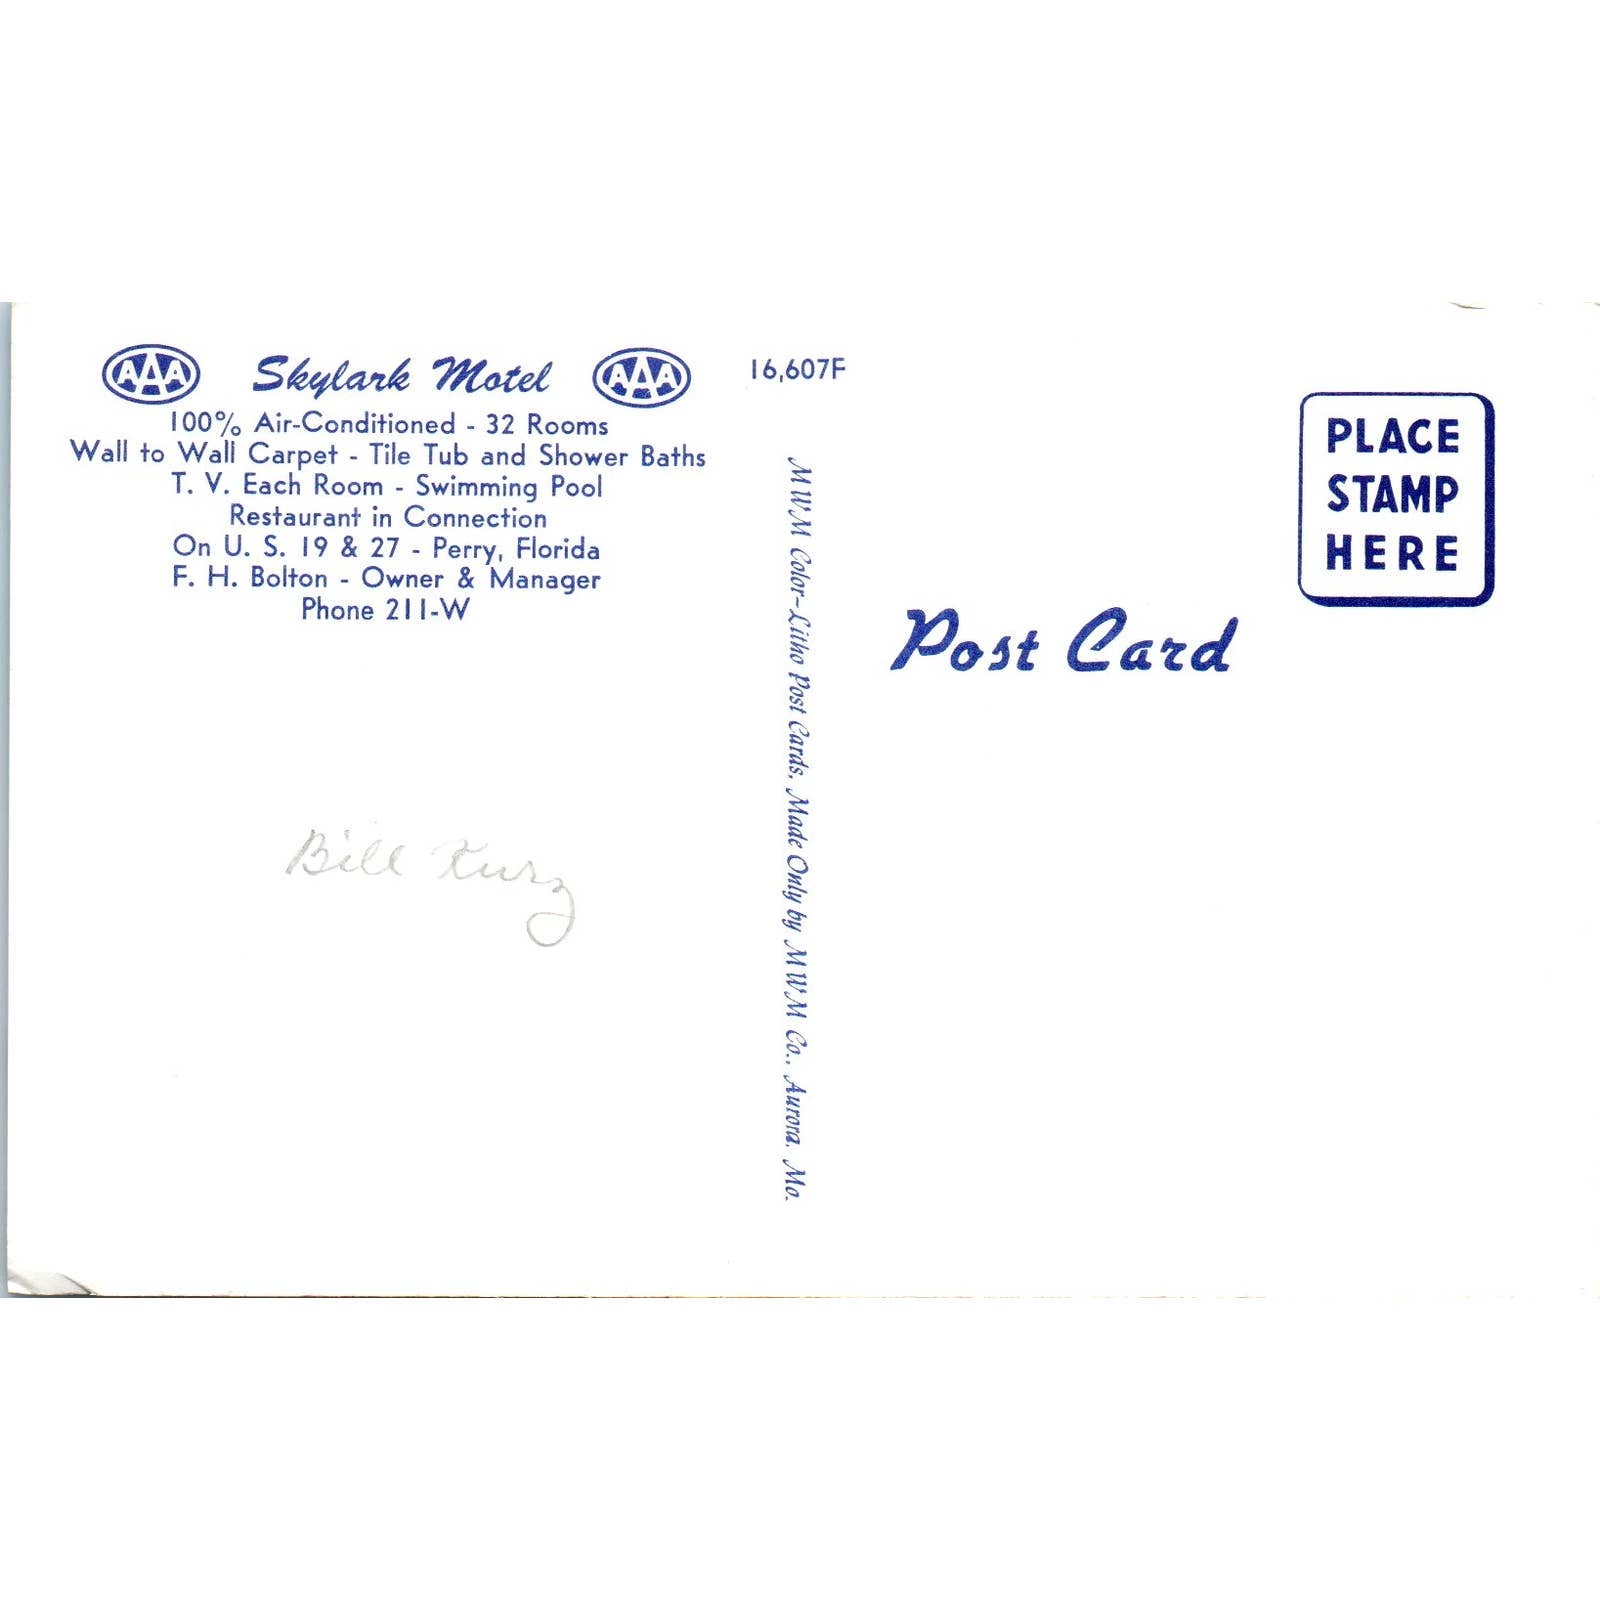 AAA Skylark Motel AAA
100% Air-Conditioned - 32 Rooms
Wall to Wall Carpet - Tile Tub and Shower Baths
T. V. Each Room - Swimming Pool
Restaurant in Connection
On U. S. 19 & 27 - Perry, Florida
F. H. Bolton - Owner & Manager
Phone 211-W
Bill Kurz
16,607F
MWM Color-Litho Post Cards, Made Only by MWM Co., Aurora, Mo.
PLACE
STAMP
HERE
Post Card